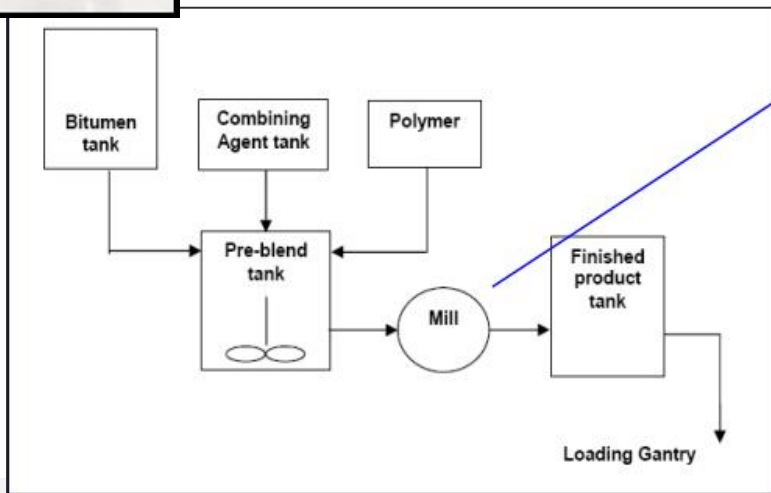 Bitumen
tank
Combining
Agent tank
Polymer
Pre-blend
tank
Mill
Finished
product
tank
Loading Gantry